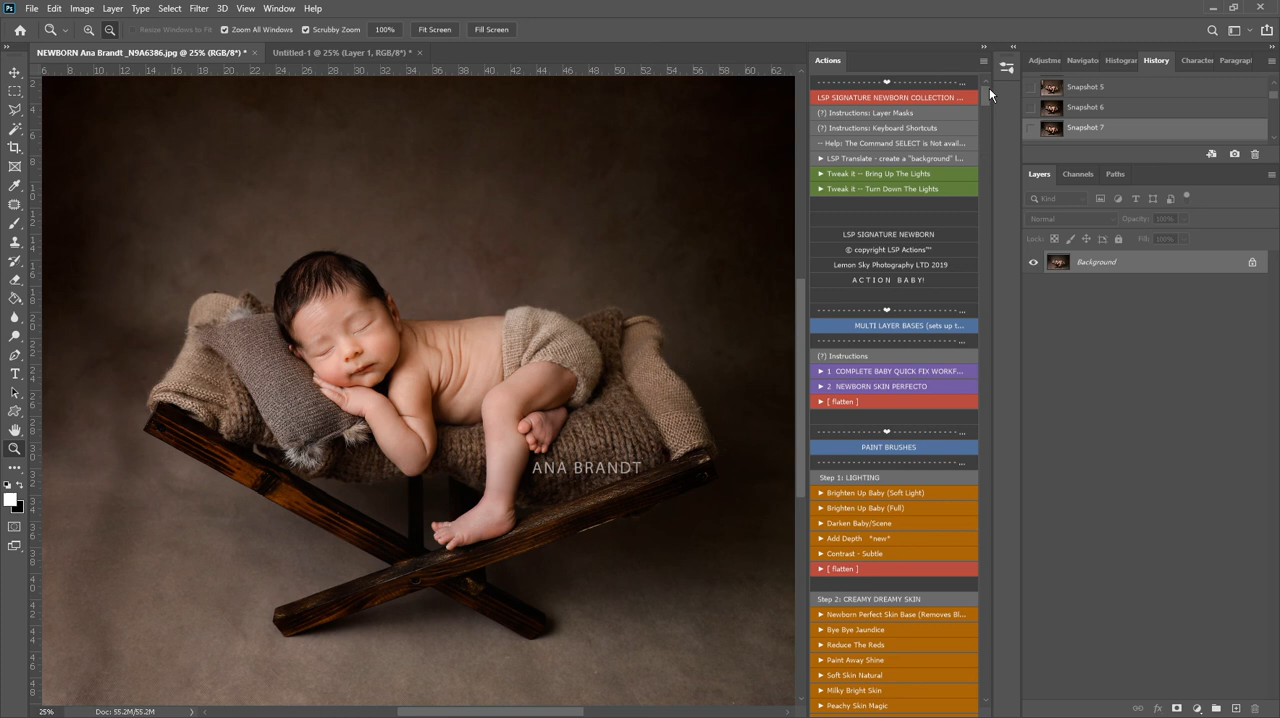 Ps File Edit Image Layer Type Select Filter 3D View Window Help
Resize Windows to Fit Zoom All Windows Scrubby Zoom 100% Fit Screen Fill Screen
NEWBORN Ana Brandt _N9A6386.jpg @ 25% (RGB/8*) * × Untitled-1 @ 25% (Layer 1, RGB/8*) * ×
ANA BRANDT
25% Doc: 55.2M/55.2M
Actions
LSP SIGNATURE NEWBORN COLLECTION ...
(?) Instructions: Layer Masks
(?) Instructions: Keyboard Shortcuts
-- Help: The Command SELECT is Not avail...
LSP Translate - create a "background" l...
Tweak it -- Bring Up The Lights
Tweak it -- Turn Down The Lights
LSP SIGNATURE NEWBORN
© copyright LSP Actions™
Lemon Sky Photography LTD 2019
A C T I O N  B A B Y !
MULTI LAYER BASES (sets up t...
(?) Instructions
1 COMPLETE BABY QUICK FIX WORKF...
2 NEWBORN SKIN PERFECTO
[ flatten ]
PAINT BRUSHES
Step 1: LIGHTING
Brighten Up Baby (Soft Light)
Brighten Up Baby (Full)
Darken Baby/Scene
Add Depth *new*
Contrast - Subtle
[ flatten ]
Step 2: CREAMY DREAMY SKIN
Newborn Perfect Skin Base (Removes Bl...
Bye Bye Jaundice
Reduce The Reds
Paint Away Shine
Soft Skin Natural
Milky Bright Skin
Peachy Skin Magic
Adjustme Navigato Histogran History Character Paragrapl
Snapshot 5
Snapshot 6
Snapshot 7
Layers Channels Paths
Kind
Normal Opacity: 100%
Lock: Fill: 100%
Background